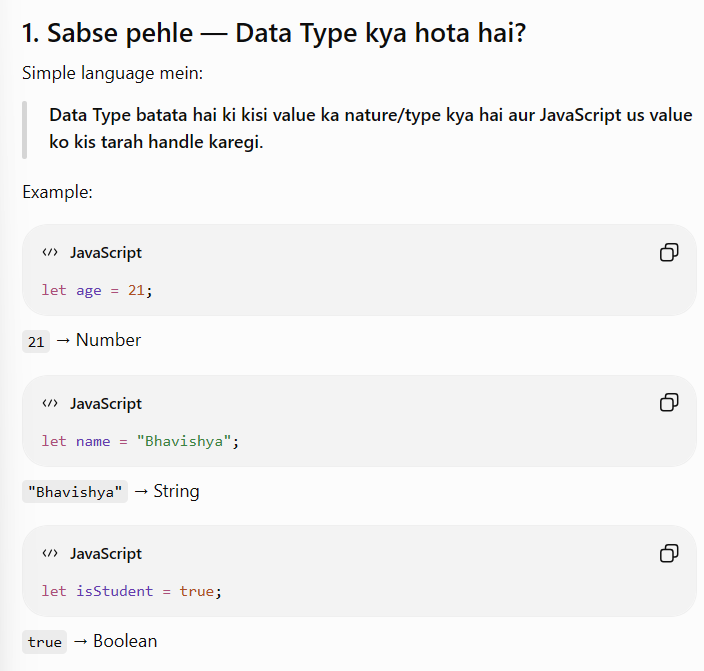 1. Sabse pehle — Data Type kya hota hai?
Simple language mein:
Data Type batata hai ki kisi value ka nature/type kya hai aur JavaScript us value
ko kis tarah handle karegi.
Example:
JavaScript
let age = 21;
21 → Number
JavaScript
let name = "Bhavishya";
"Bhavishya" → String
JavaScript
let isStudent = true;
true → Boolean